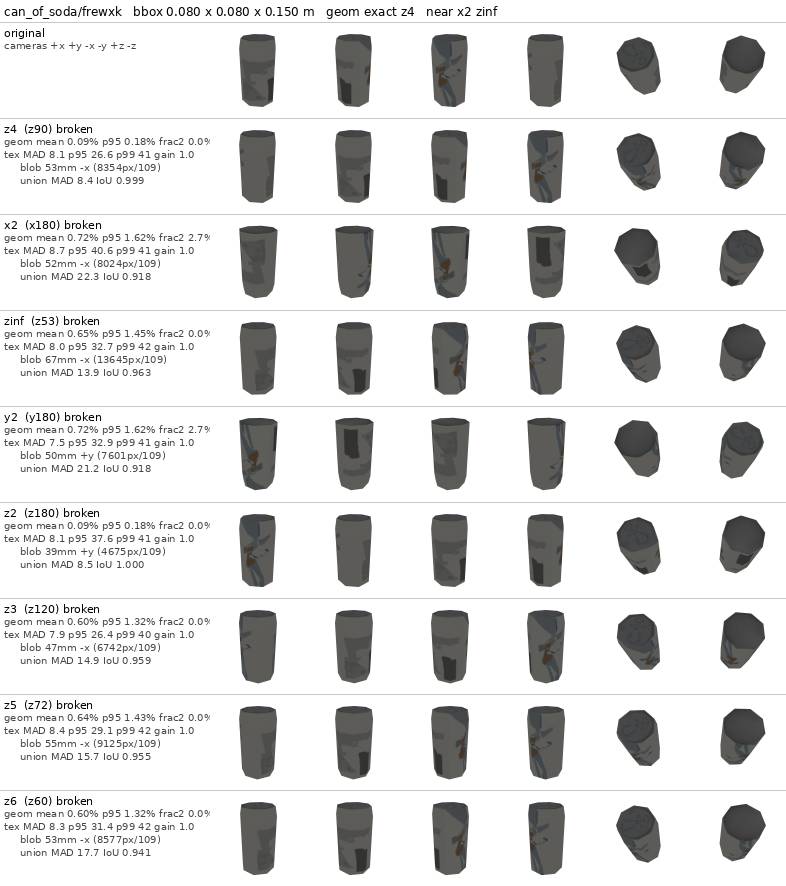 can_of_soda/frewxk bbox 0.080 x 0.080 x 0.150 m geom exact z4 near x2 zinf
original
cameras +x +y -x -y +z -z
z4 (z90) broken
geom mean 0.09% p95 0.18% frac2 0.0%
tex MAD 8.1 p95 26.6 p99 41 gain 1.0
blob 53mm -x (8354px/109)
union MAD 8.4 IoU 0.999
x2 (x180) broken
geom mean 0.72% p95 1.62% frac2 2.7%
tex MAD 8.7 p95 40.6 p99 41 gain 1.0
blob 52mm -x (8024px/109)
union MAD 22.3 IoU 0.918
zinf (z53) broken
geom mean 0.65% p95 1.45% frac2 0.0%
tex MAD 8.0 p95 32.7 p99 42 gain 1.0
blob 67mm -x (13645px/109)
union MAD 13.9 IoU 0.963
y2 (y180) broken
geom mean 0.72% p95 1.62% frac2 2.7%
tex MAD 7.5 p95 32.9 p99 41 gain 1.0
blob 50mm +y (7601px/109)
union MAD 21.2 IoU 0.918
z2 (z180) broken
geom mean 0.09% p95 0.18% frac2 0.0%
tex MAD 8.1 p95 37.6 p99 41 gain 1.0
blob 39mm +y (4675px/109)
union MAD 8.5 IoU 1.000
z3 (z120) broken
geom mean 0.60% p95 1.32% frac2 0.0%
tex MAD 7.9 p95 26.4 p99 40 gain 1.0
blob 47mm -x (6742px/109)
union MAD 14.9 IoU 0.959
z5 (z72) broken
geom mean 0.64% p95 1.43% frac2 0.0%
tex MAD 8.4 p95 29.1 p99 42 gain 1.0
blob 55mm -x (9125px/109)
union MAD 15.7 IoU 0.955
z6 (z60) broken
geom mean 0.60% p95 1.32% frac2 0.0%
tex MAD 8.3 p95 31.4 p99 42 gain 1.0
blob 53mm -x (8577px/109)
union MAD 17.7 IoU 0.941